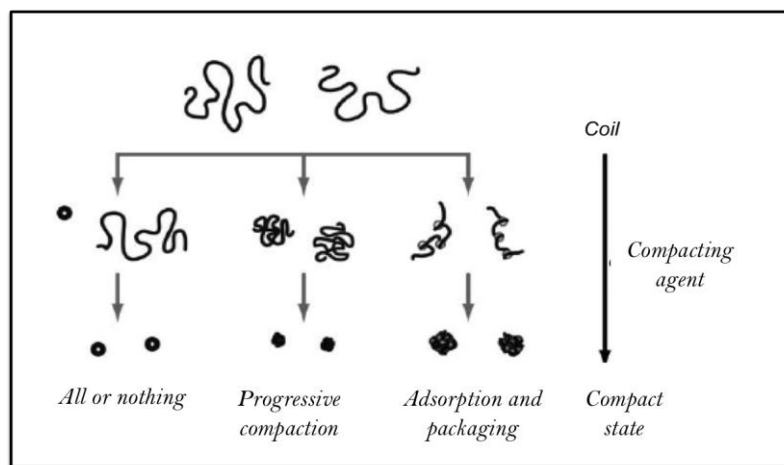 Coil
Compacting
agent
All or nothing
Progressive
compaction
Adsorption and
packaging
Compact
state